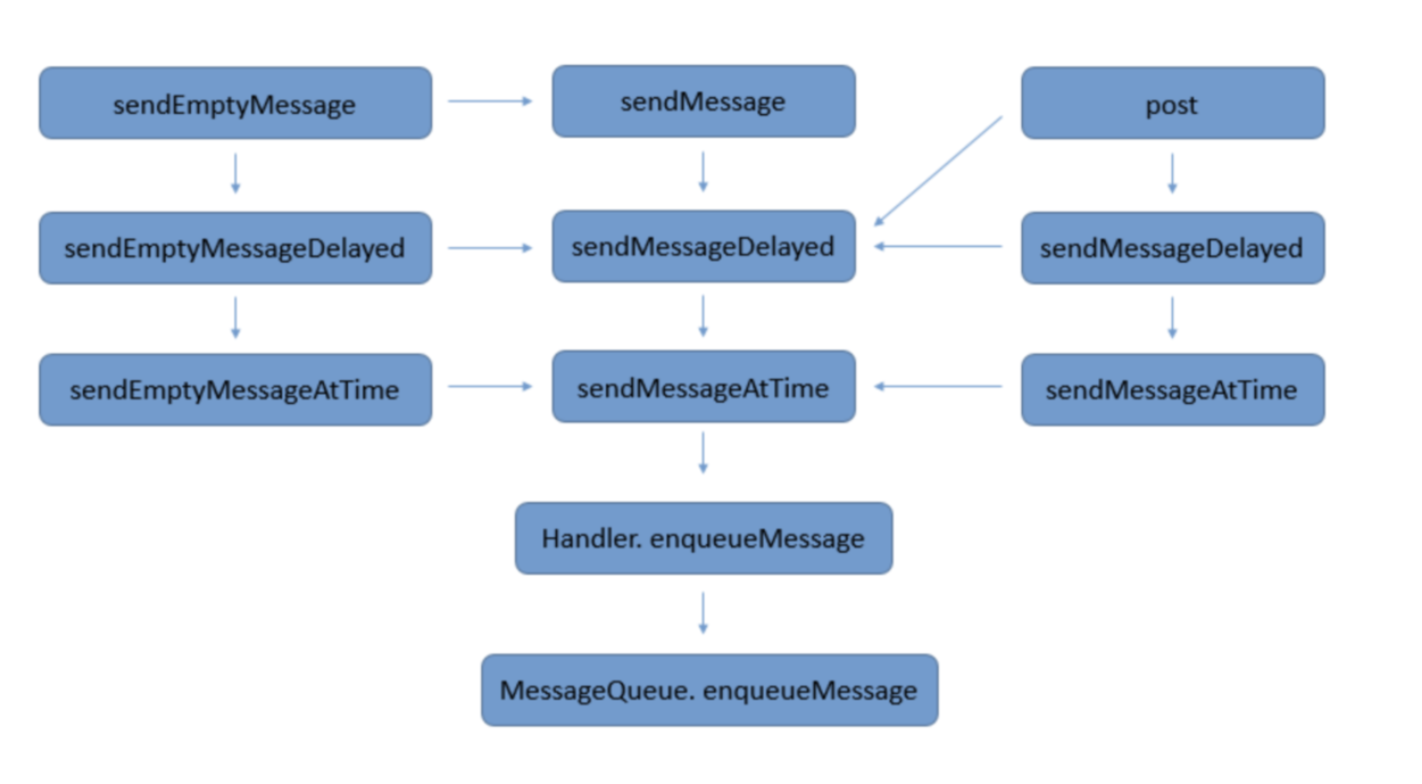 sendEmptyMessage
sendMessage
post
sendEmptyMessageDelayed
sendMessageDelayed
sendMessageDelayed
sendEmptyMessageAtTime
sendMessageAtTime
sendMessageAtTime
Handler. enqueueMessage
MessageQueue. enqueueMessage